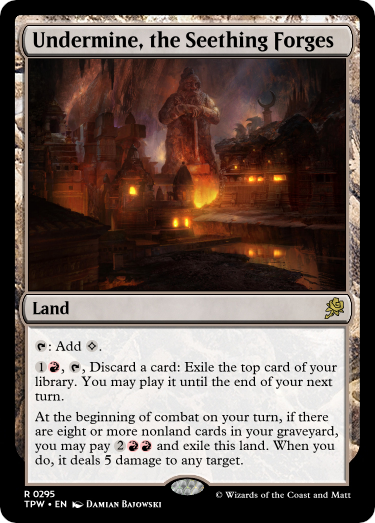 Undermine, the Seething Forges
Land
: Add .
1, , Discard a card: Exile the top card of your
library. You may play it until the end of your next
turn.
At the beginning of combat on your turn, if there
are eight or more nonland cards in your graveyard,
you may pay 2 and exile this land. When you
do, it deals 5 damage to any target.
R 0295
TPW • EN Damian Bajowski
© Wizards of the Coast and Matt